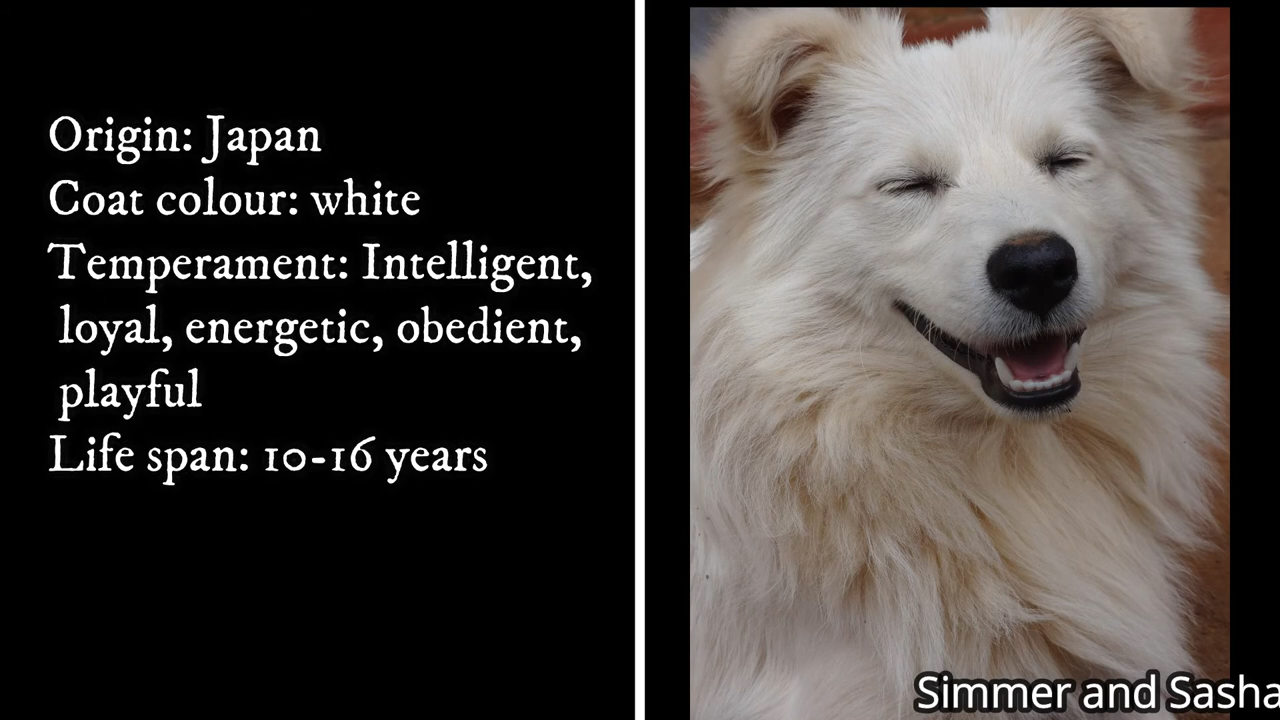 Origin: Japan
Coat colour: white
Temperament: Intelligent,
loyal, energetic, obedient,
playful
Life span: 10-16 years
Simmer and Sasha